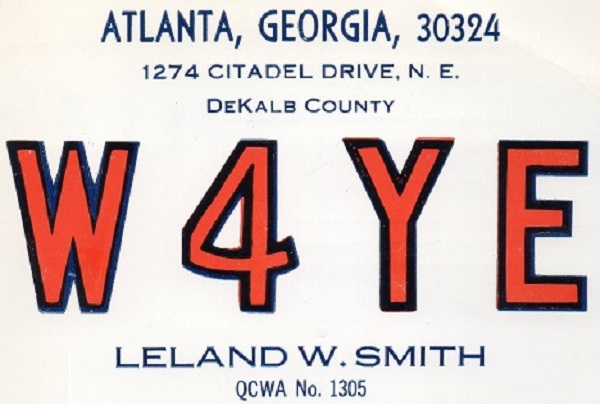 ATLANTA, GEORGIA, 30324
1274 CITADEL DRIVE, N. E.
DEKALB COUNTY
W4YE
LELAND W. SMITH
QCWA No. 1305